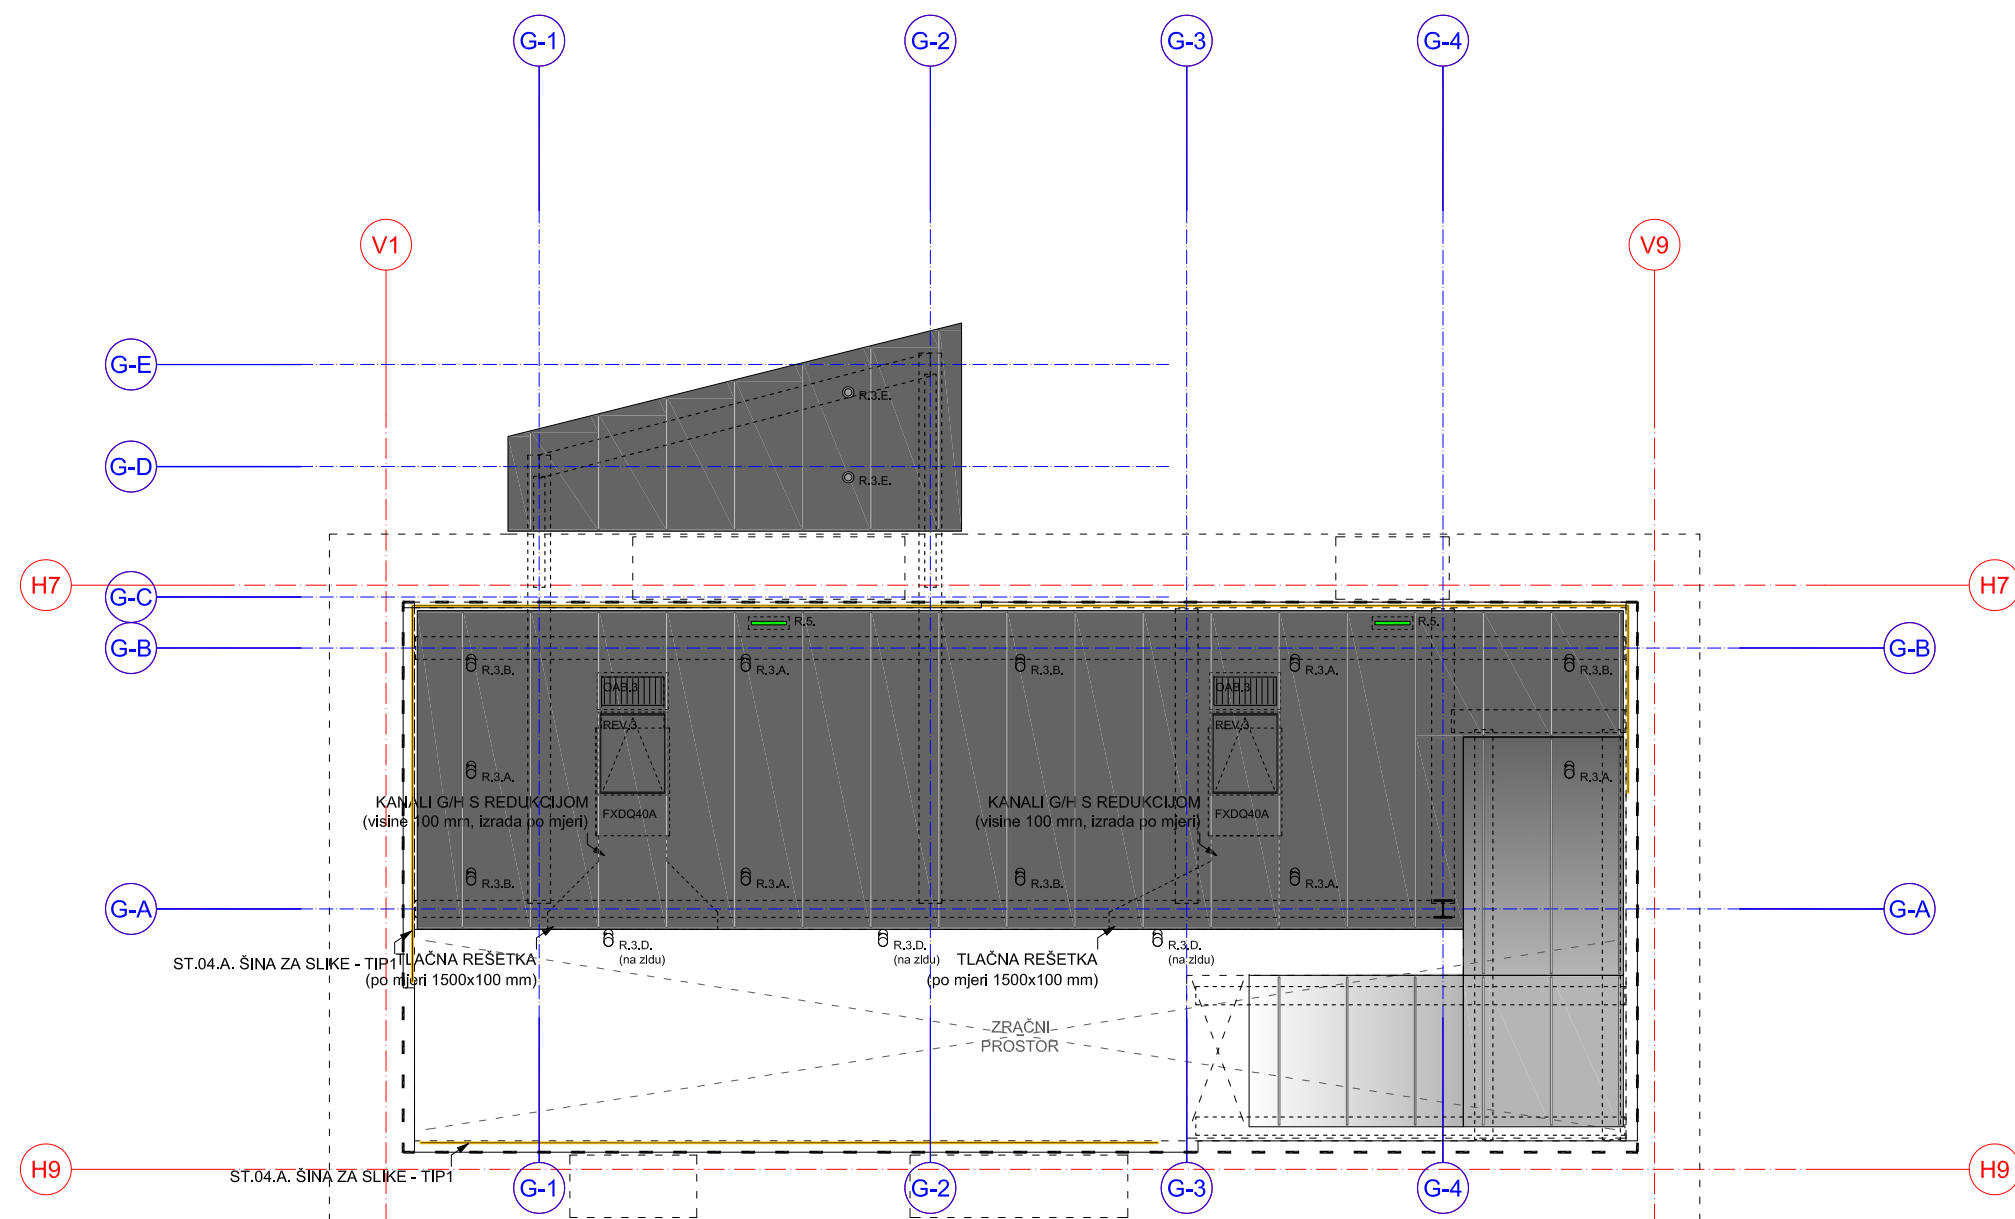 G-1
G-2
G-3
G-4
V1
V9
G-E
R.3.E.
G-D
R.3.E.
H7
H7
G-C
R.5.
R.5.
G-B
G-B
R.3.B.
R.3.A.
R.3.B.
R.3.A.
R.3.B.
OAB.3
OAB.3
REV.3
REV.3
R.3.A.
R.3.A.
KANALI G/H S REDUKCIJOM
(visine 100 mm, izrada po mjeri)
FXDQ40A
KANALI G/H S REDUKCIJOM
(visine 100 mm, izrada po mjeri)
FXDQ40A
R.3.B.
R.3.A.
R.3.B.
R.3.A.
G-A
G-A
R.3.D.
(na zidu)
R.3.D.
(na zidu)
R.3.D.
(na zidu)
ST.04.A. ŠINA ZA SLIKE - TIP1
TLAČNA REŠETKA
(po mjeri 1500x100 mm)
TLAČNA REŠETKA
(po mjeri 1500x100 mm)
ZRAČNI
PROSTOR
ST.04.A. ŠINA ZA SLIKE - TIP1
H9
H9
G-1
G-2
G-3
G-4